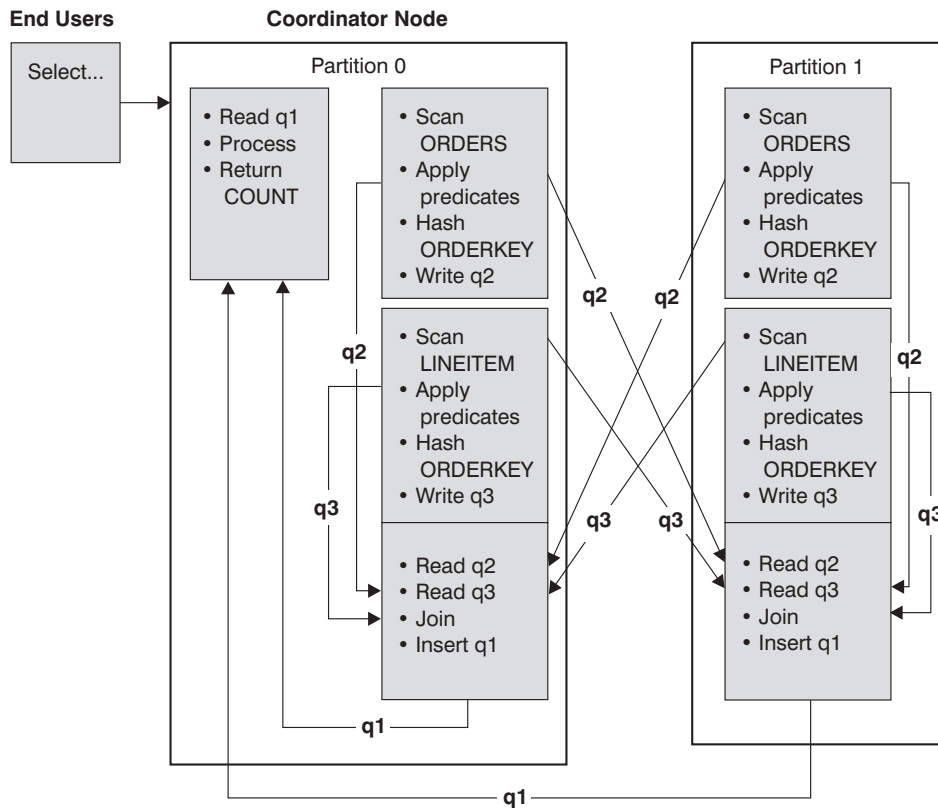 End Users
Coordinator Node
Select...
Partition 0
• Read q1
• Process
• Return
COUNT
• Scan
ORDERS
• Apply
predicates
• Hash
ORDERKEY
• Write q2
q2
• Scan
LINEITEM
• Apply
predicates
• Hash
ORDERKEY
• Write q3
q3
• Read q2
• Read q3
• Join
• Insert q1
q1
q2
q2
q3
q3
Partition 1
• Scan
ORDERS
• Apply
predicates
• Hash
ORDERKEY
• Write q2
q2
• Scan
LINEITEM
• Apply
predicates
• Hash
ORDERKEY
• Write q3
q3
• Read q2
• Read q3
• Join
• Insert q1
q1